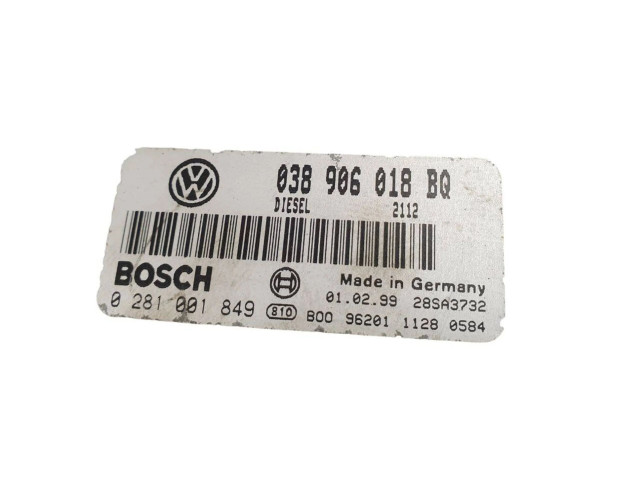 VW
038 906 018 BQ
DIESEL 2112
BOSCH
Made in Germany
01.02.99 28SA3732
0 281 001 849 810 B00 96201 1128 0584